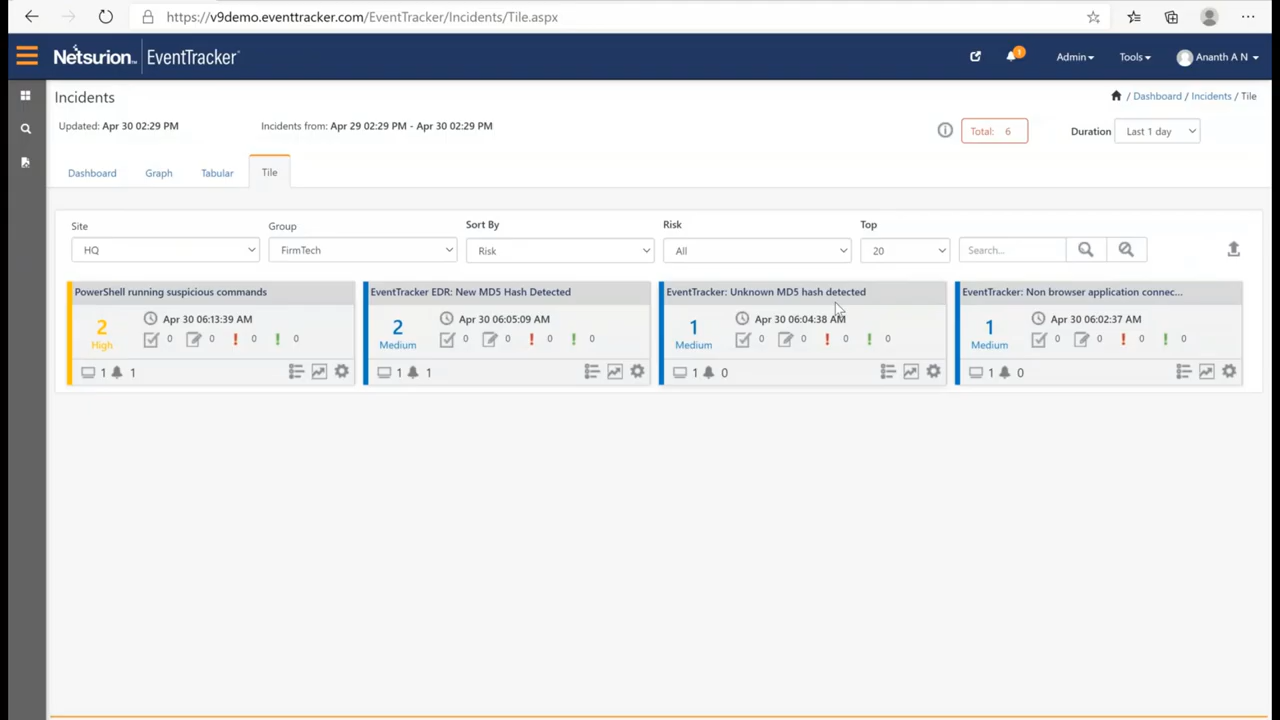 https://v9demo.eventtracker.com/EventTracker/Incidents/Tile.aspx
Netsurion EventTracker
1 Admin Tools Ananth A N
Incidents
/ Dashboard / Incidents / Tile
Updated: Apr 30 02:29 PM Incidents from: Apr 29 02:29 PM - Apr 30 02:29 PM Total: 6 Duration Last 1 day
Dashboard Graph Tabular Tile
Site Group Sort By Risk Top
HQ FirmTech Risk All 20 Search...
PowerShell running suspicious commands
2 High
Apr 30 06:13:39 AM
0 0 0 0
1 1
EventTracker EDR: New MD5 Hash Detected
2 Medium
Apr 30 06:05:09 AM
0 0 0 0
1 1
EventTracker: Unknown MD5 hash detected
1 Medium
Apr 30 06:04:38 AM
0 0 0 0
1 0
EventTracker: Non browser application connec...
1 Medium
Apr 30 06:02:37 AM
0 0 0 0
1 0